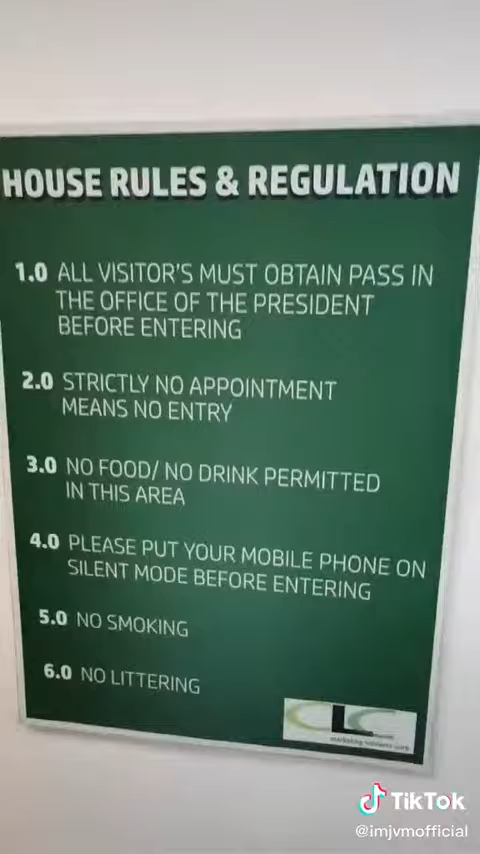 HOUSE RULES & REGULATION
1.0 ALL VISITOR'S MUST OBTAIN PASS IN
THE OFFICE OF THE PRESIDENT
BEFORE ENTERING
2.0 STRICTLY NO APPOINTMENT
MEANS NO ENTRY
3.0 NO FOOD/ NO DRINK PERMITTED
IN THIS AREA
4.0 PLEASE PUT YOUR MOBILE PHONE ON
SILENT MODE BEFORE ENTERING
5.0 NO SMOKING
6.0 NO LITTERING
CLC
TikTok
@imjvmofficial